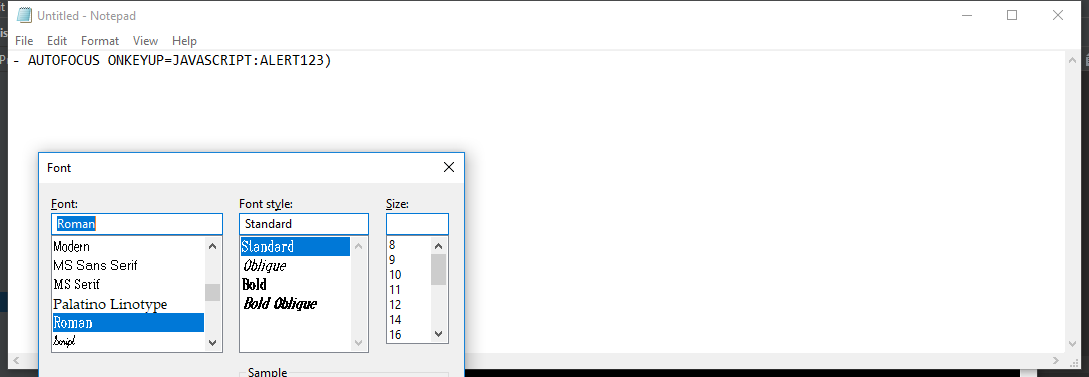 Untitled - Notepad
File Edit Format View Help
- AUTOFOCUS ONKEYUP=JAVASCRIPT:ALERT123)
Font
Font: Font style: Size:
Roman Standard
Modern Standard 8
MS Sans Serif Oblique 9
MS Serif Bold 10
Palatino Linotype Bold Oblique 11
Roman 12
Script 14
16
Sample